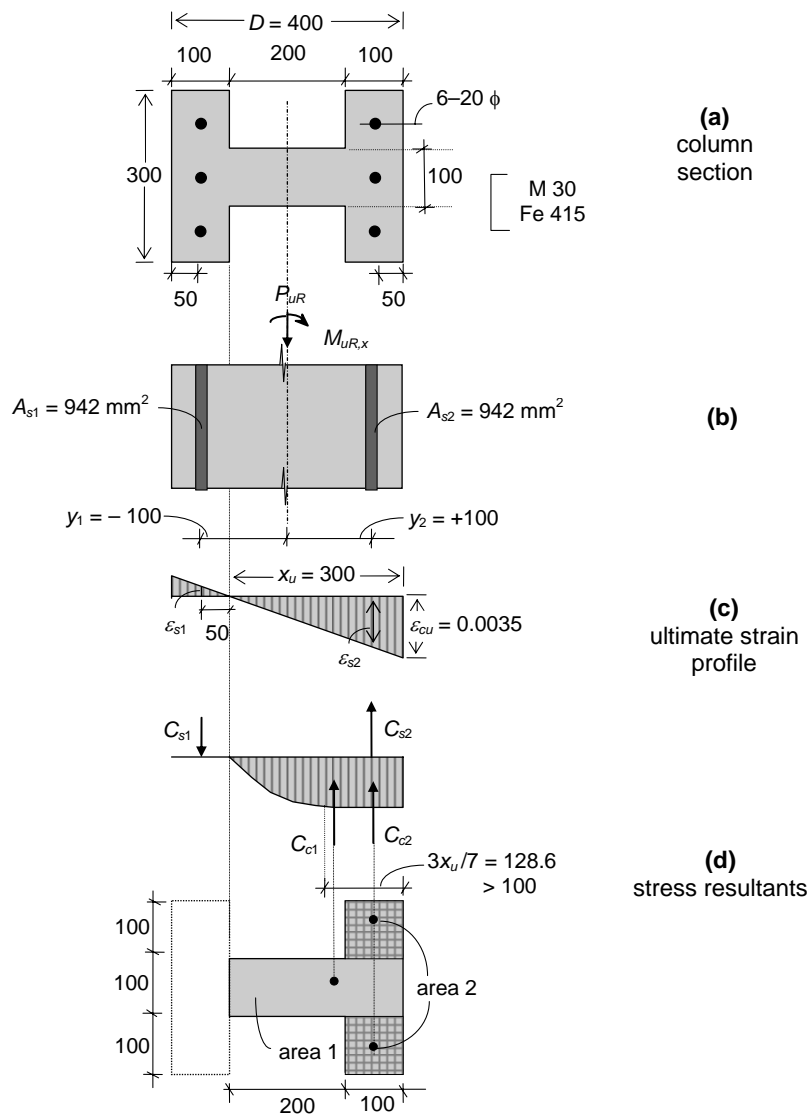 D = 400
100 200 100
6–20 ϕ
(a)
column
section
300
100
M 30
Fe 415
50
50
PuR
MuR,x
As1 = 942 mm²
As2 = 942 mm²
(b)
y1 = – 100
y2 = +100
xu = 300
(c)
ultimate strain
profile
εs1
50
εs2
εcu = 0.0035
Cs1
Cs2
Cc1
Cc2
3xu/7 = 128.6
> 100
(d)
stress resultants
100
100
100
area 2
area 1
200 100